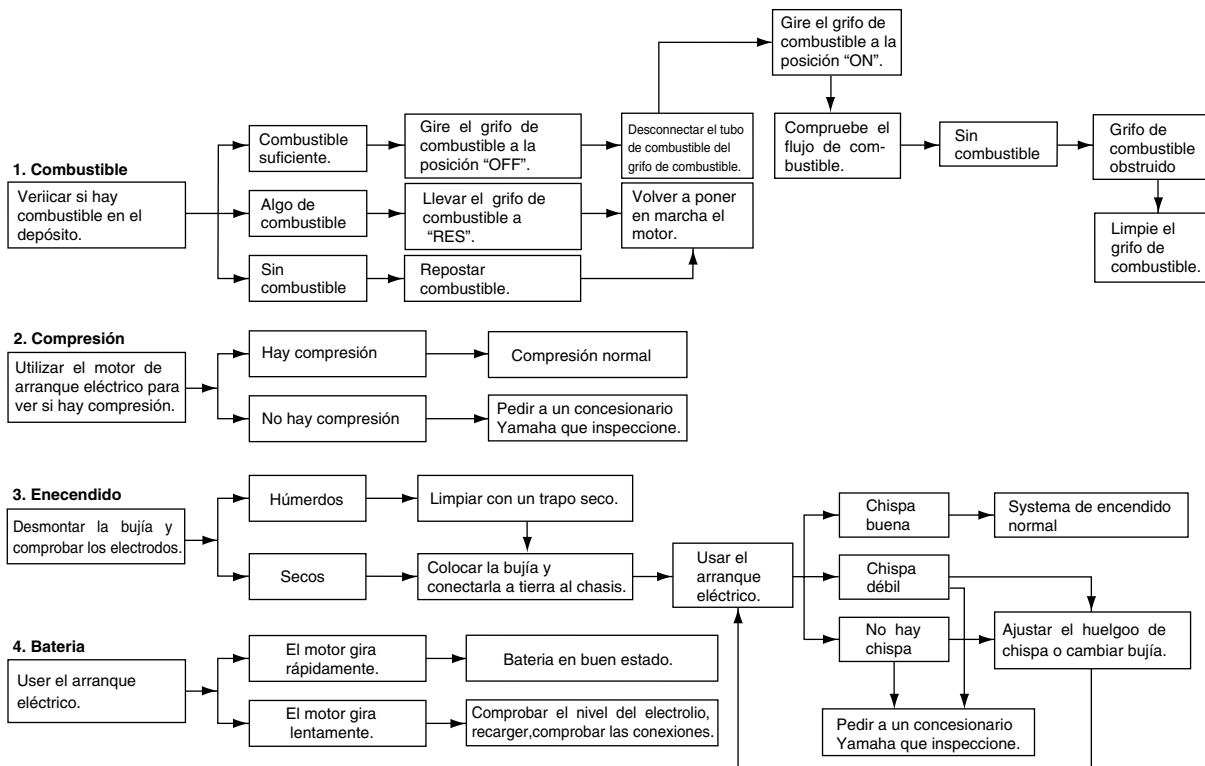 1. Combustible
Veriicar si hay
combustible en el
depósito.
Combustible
suficiente.
Gire el grifo de
combustible a la
posición “OFF”.
Desconnectar el tubo
de combustible del
grifo de combustible.
Gire el grifo de
combustible a la
posición “ON”.
Compruebe el
flujo de com-
bustible.
Sin
combustible
Grifo de
combustible
obstruido
Limpie el
grifo de
combustible.
Algo de
combustible
Llevar el grifo de
combustible a
“RES”.
Volver a poner
en marcha el
motor.
Sin
combustible
Repostar
combustible.
2. Compresión
Utilizar el motor de
arranque eléctrico para
ver si hay compresión.
Hay compresión
Compresión normal
No hay compresión
Pedir a un concesionario
Yamaha que inspeccione.
3. Enecendido
Desmontar la bujía y
comprobar los electrodos.
Húmerdos
Limpiar con un trapo seco.
Secos
Colocar la bujía y
conectarla a tierra al chasis.
Usar el
arranque
eléctrico.
Chispa
buena
Systema de encendido
normal
Chispa
débil
No hay
chispa
Ajustar el huelgoo de
chispa o cambiar bujía.
Pedir a un concesionario
Yamaha que inspeccione.
4. Bateria
User el arranque
eléctrico.
El motor gira
rápidamente.
Bateria en buen estado.
El motor gira
lentamente.
Comprobar el nivel del electrolio,
recarger,comprobar las conexiones.